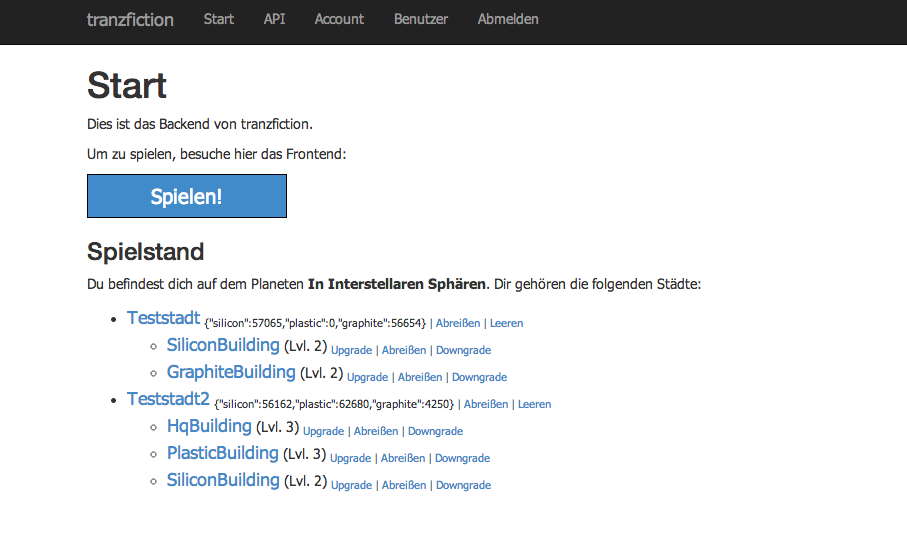 tranzfiction Start API Account Benutzer Abmelden
Start
Dies ist das Backend von tranzfiction.
Um zu spielen, besuche hier das Frontend:
Spielen!
Spielstand
Du befindest dich auf dem Planeten In Interstellaren Sphären. Dir gehören die folgenden Städte:
Teststadt {"silicon":57065,"plastic":0,"graphite":56654} | Abreißen | Leeren
SiliconBuilding (Lvl. 2) Upgrade | Abreißen | Downgrade
GraphiteBuilding (Lvl. 2) Upgrade | Abreißen | Downgrade
Teststadt2 {"silicon":56162,"plastic":62680,"graphite":4250} | Abreißen | Leeren
HqBuilding (Lvl. 3) Upgrade | Abreißen | Downgrade
PlasticBuilding (Lvl. 3) Upgrade | Abreißen | Downgrade
SiliconBuilding (Lvl. 2) Upgrade | Abreißen | Downgrade